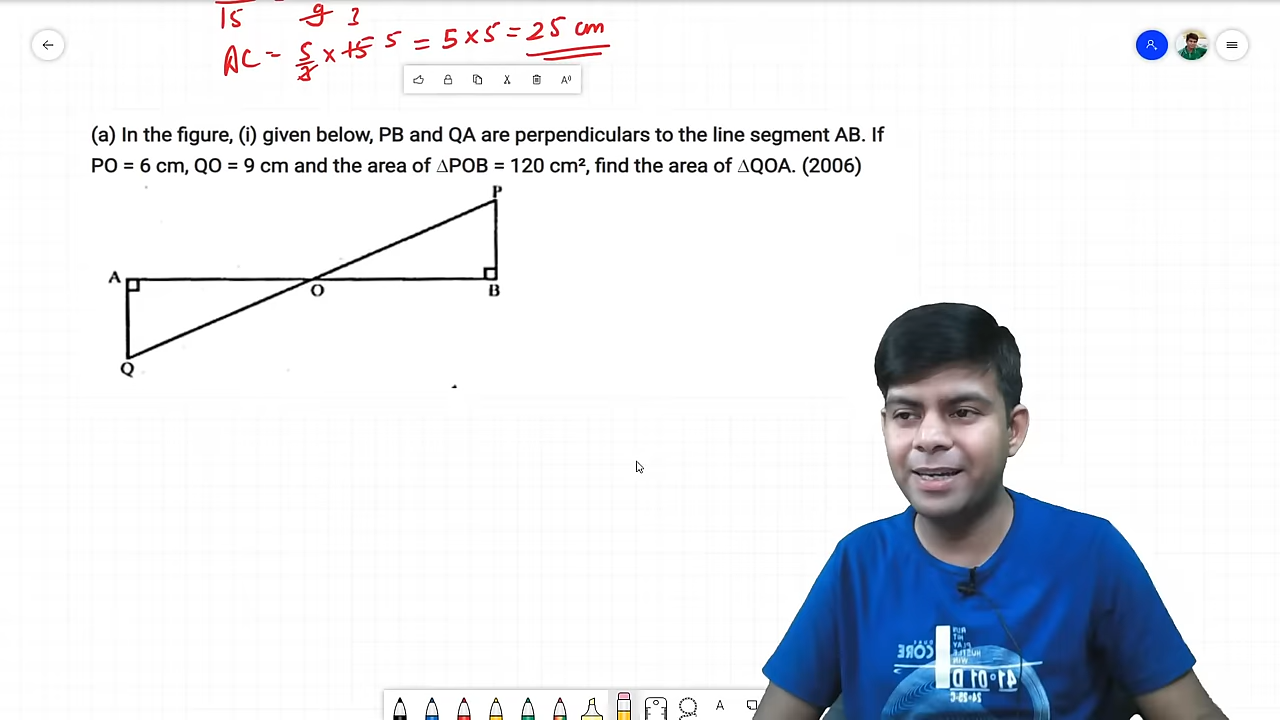 15 9 3
AC = 5/3 × 15 5 = 5 × 5 = 25 cm
(a) In the figure, (i) given below, PB and QA are perpendiculars to the line segment AB. If
PO = 6 cm, QO = 9 cm and the area of ∆POB = 120 cm², find the area of ∆QOA. (2006)
P
A
O
B
Q
CORE
A